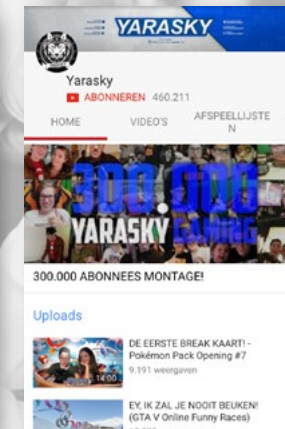 YARASKY
Yarasky
ABONNEREN 460.211
HOME
VIDEO'S
AFSPEELLIJSTE
N
300.000
YARASKY GAMING
300.000 ABONNEES MONTAGE!
Uploads
DE EERSTE BREAK KAART! -
Pokémon Pack Opening #7
9.191 weergaven
14:00
EY, IK ZAL JE NOOIT BEUKEN!
(GTA V Online Funny Races)